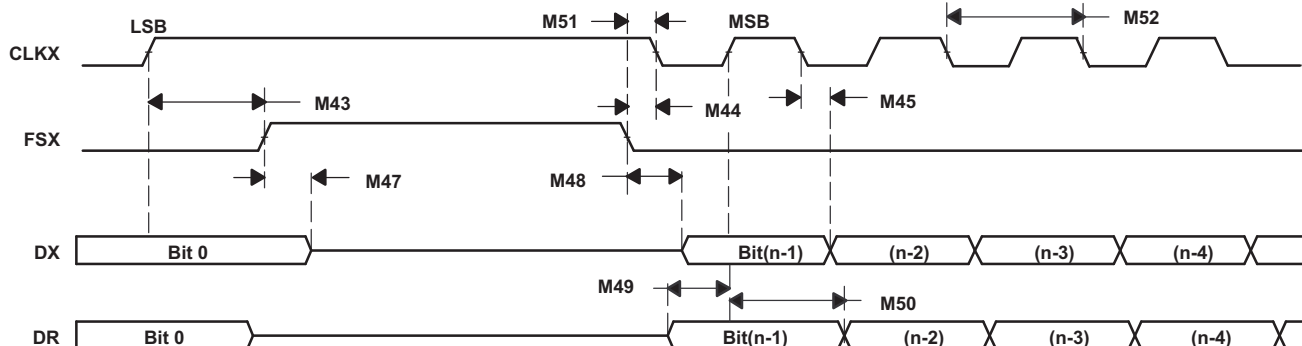 LSB M51 MSB M52
CLKX
M43 M44 M45
FSX
M47 M48
DX Bit 0 Bit(n-1) (n-2) (n-3) (n-4)
M49 M50
DR Bit 0 Bit(n-1) (n-2) (n-3) (n-4)